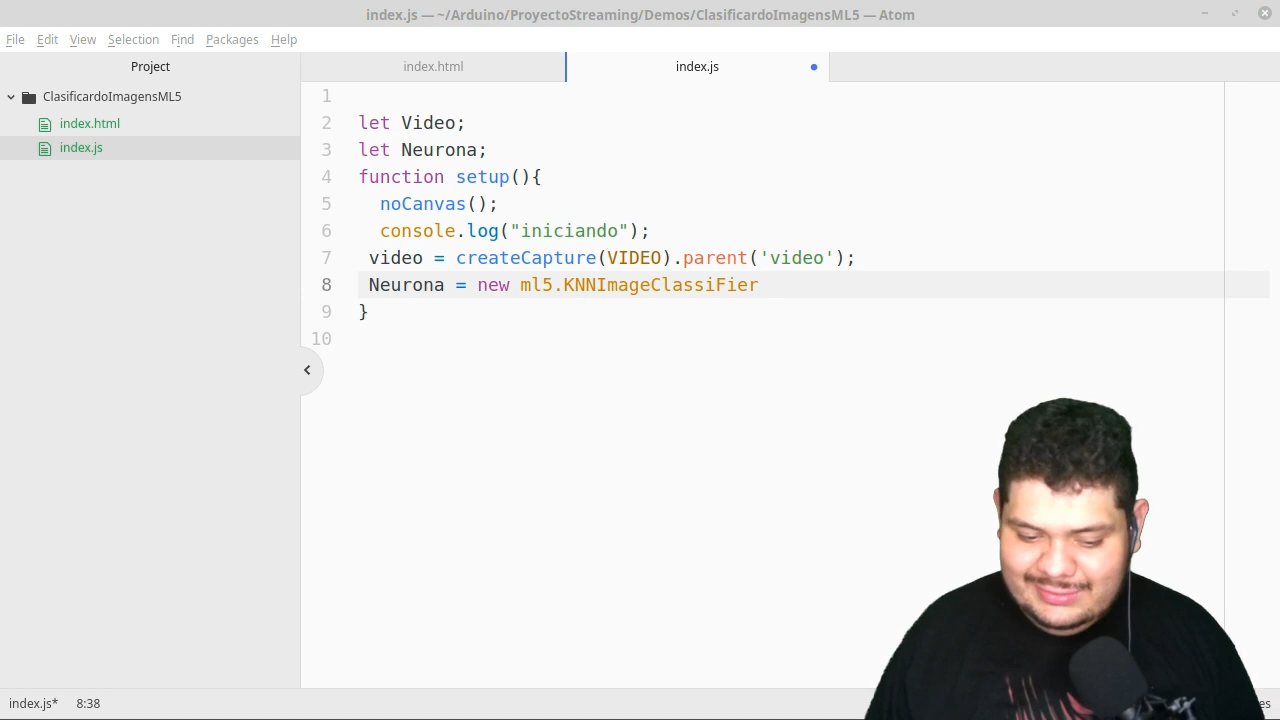 index.js — ~/Arduino/ProyectoStreaming/Demos/ClasificardoImagensML5 — Atom
File Edit View Selection Find Packages Help
Project
index.html
index.js
ClasificardoImagensML5
index.html
index.js
1
2 let Video;
3 let Neurona;
4 function setup(){
5 noCanvas();
6 console.log("iniciando");
7 video = createCapture(VIDEO).parent('video');
8 Neurona = new ml5.KNNImageClassiFier
9 }
10
index.js* 8:38